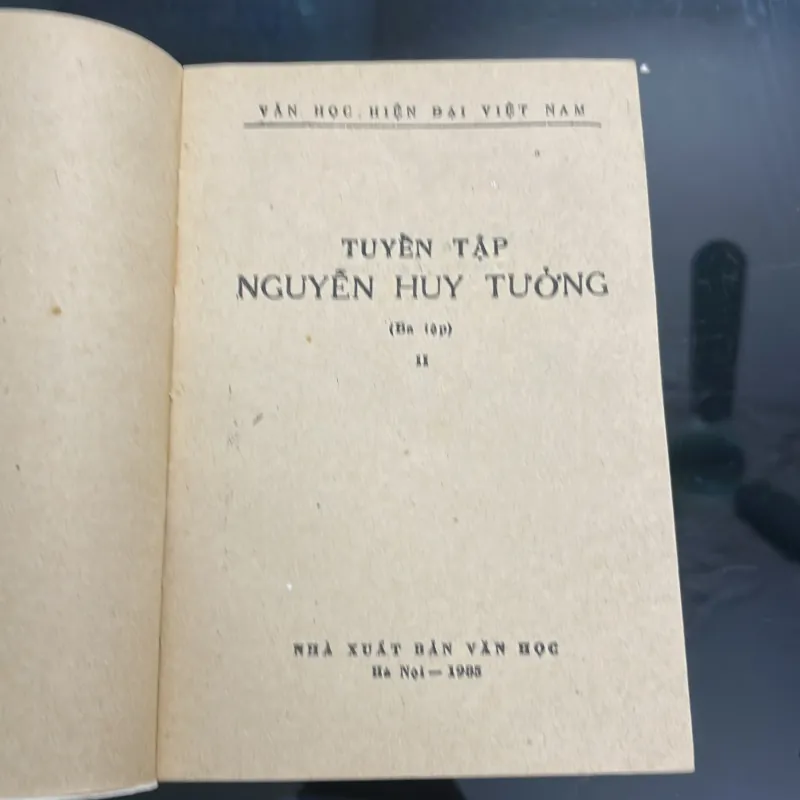 VĂN HỌC HIỆN ĐẠI VIỆT NAM
TUYỂN TẬP
NGUYỄN HUY TƯỞNG
(Ba tập)
II
NHÀ XUẤT BẢN VĂN HỌC
Hà Nội — 1985